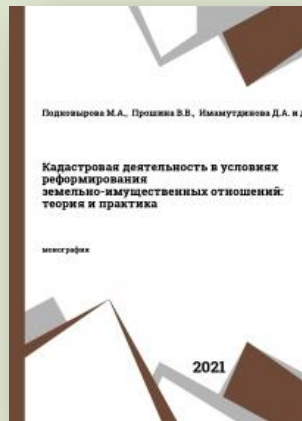 Подковырова М.А., Прошина В.В., Имамутдинова Д.А. и д
Кадастровая деятельность в условиях
реформирования
земельно-имущественных отношений:
теория и практика
монография
2021